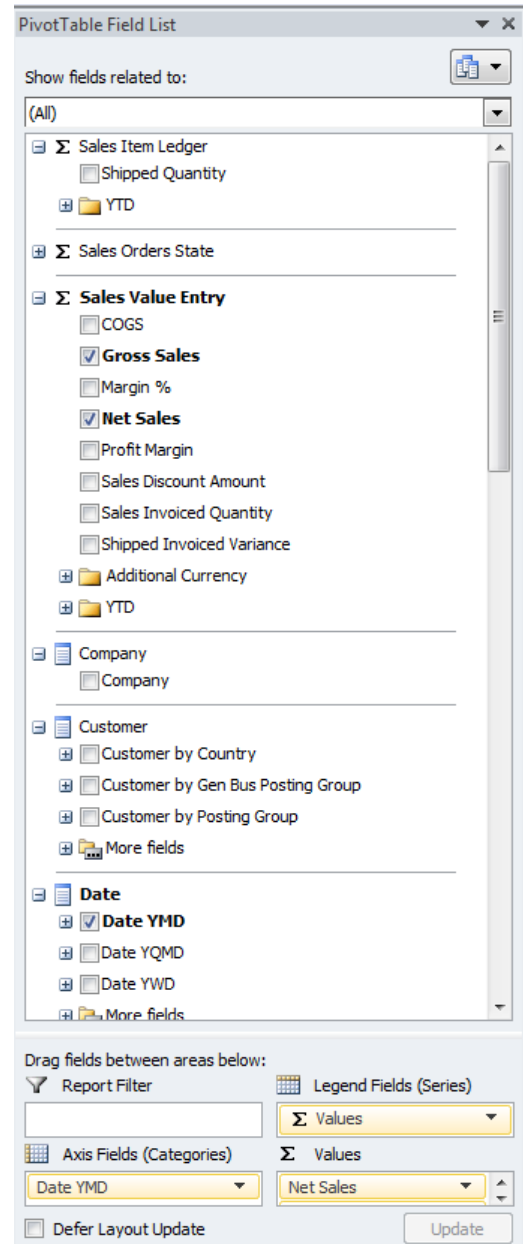 PivotTable Field List
Show fields related to:
(All)
Σ Sales Item Ledger
Shipped Quantity
YTD
Σ Sales Orders State
Σ Sales Value Entry
COGS
Gross Sales
Margin %
Net Sales
Profit Margin
Sales Discount Amount
Sales Invoiced Quantity
Shipped Invoiced Variance
Additional Currency
YTD
Company
Company
Customer
Customer by Country
Customer by Gen Bus Posting Group
Customer by Posting Group
More fields
Date
Date YMD
Date YQMD
Date YWD
More fields
Drag fields between areas below:
Report Filter
Legend Fields (Series)
Σ Values
Axis Fields (Categories)
Σ Values
Date YMD
Net Sales
Defer Layout Update
Update